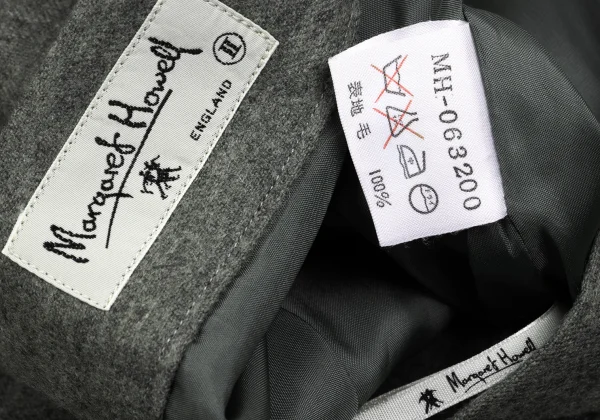 Margaret Howell
ENGLAND
II
MH-063200
表地 毛 100%
Margaret Howell